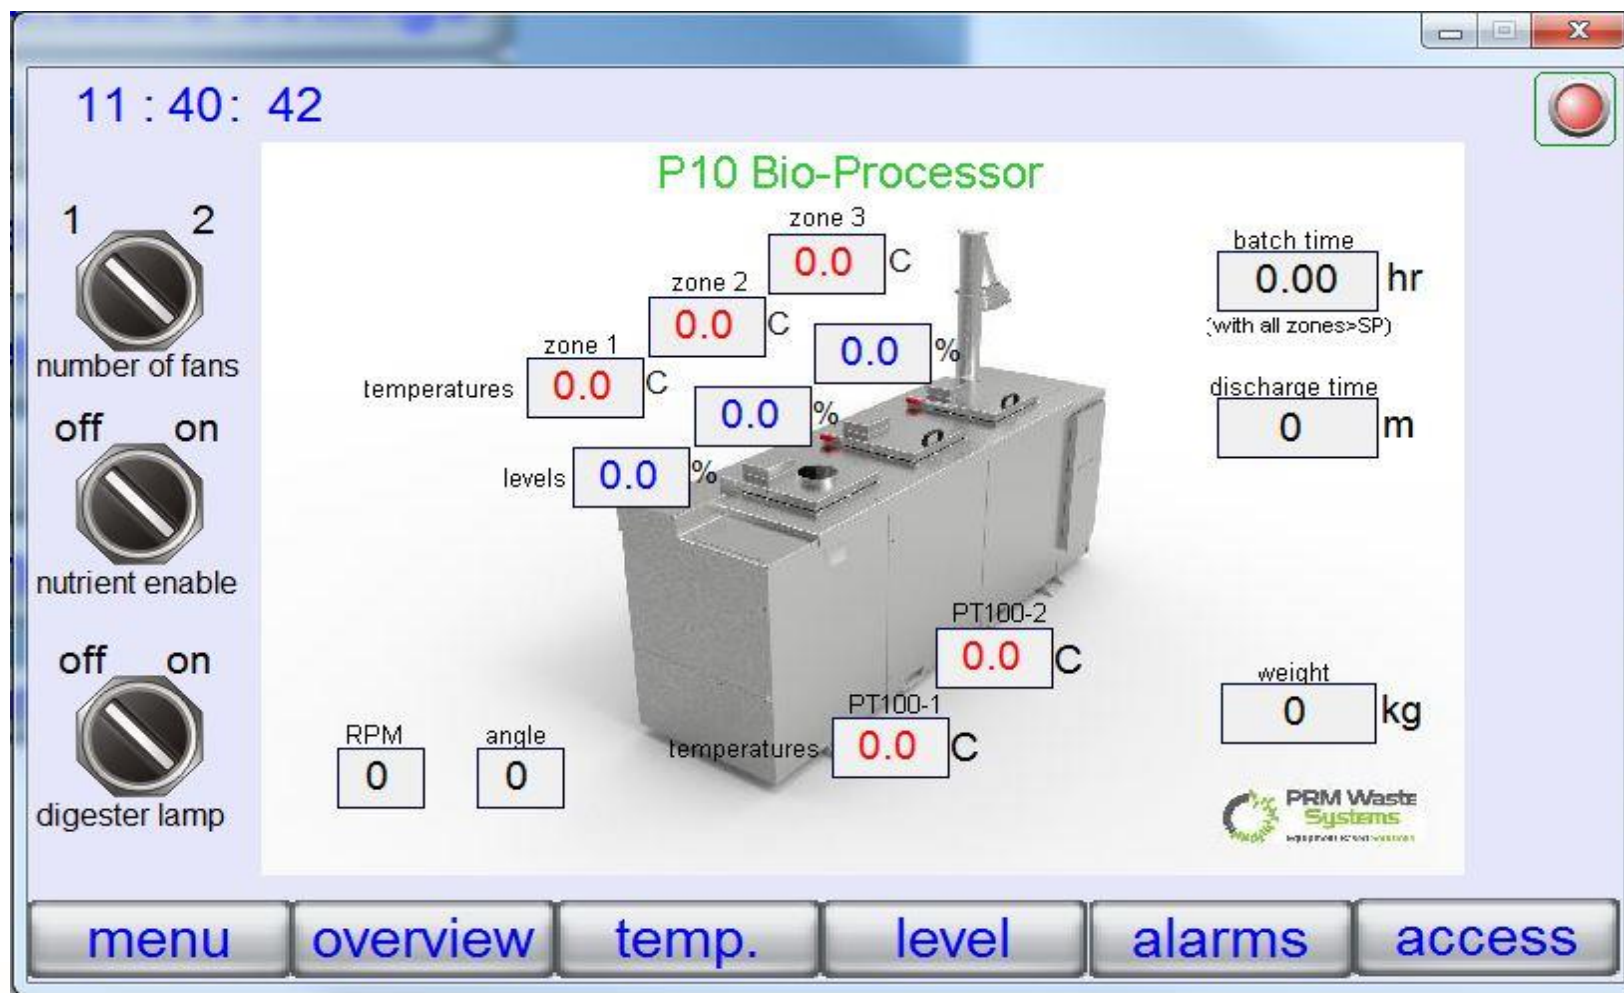 11 : 40 : 42
P10 Bio-Processor
1 2
number of fans
off on
nutrient enable
off on
digester lamp
zone 3
0.0 C
zone 2
0.0 C
zone 1
temperatures 0.0 C
0.0 %
0.0 %
levels 0.0 %
batch time
0.00 hr
(with all zones>SP)
discharge time
0 m
PT100-2
0.0 C
PT100-1
temperatures 0.0 C
RPM
0
angle
0
weight
0 kg
PRM Waste
Systems
Equipment Based Solutions
menu overview temp. level alarms access